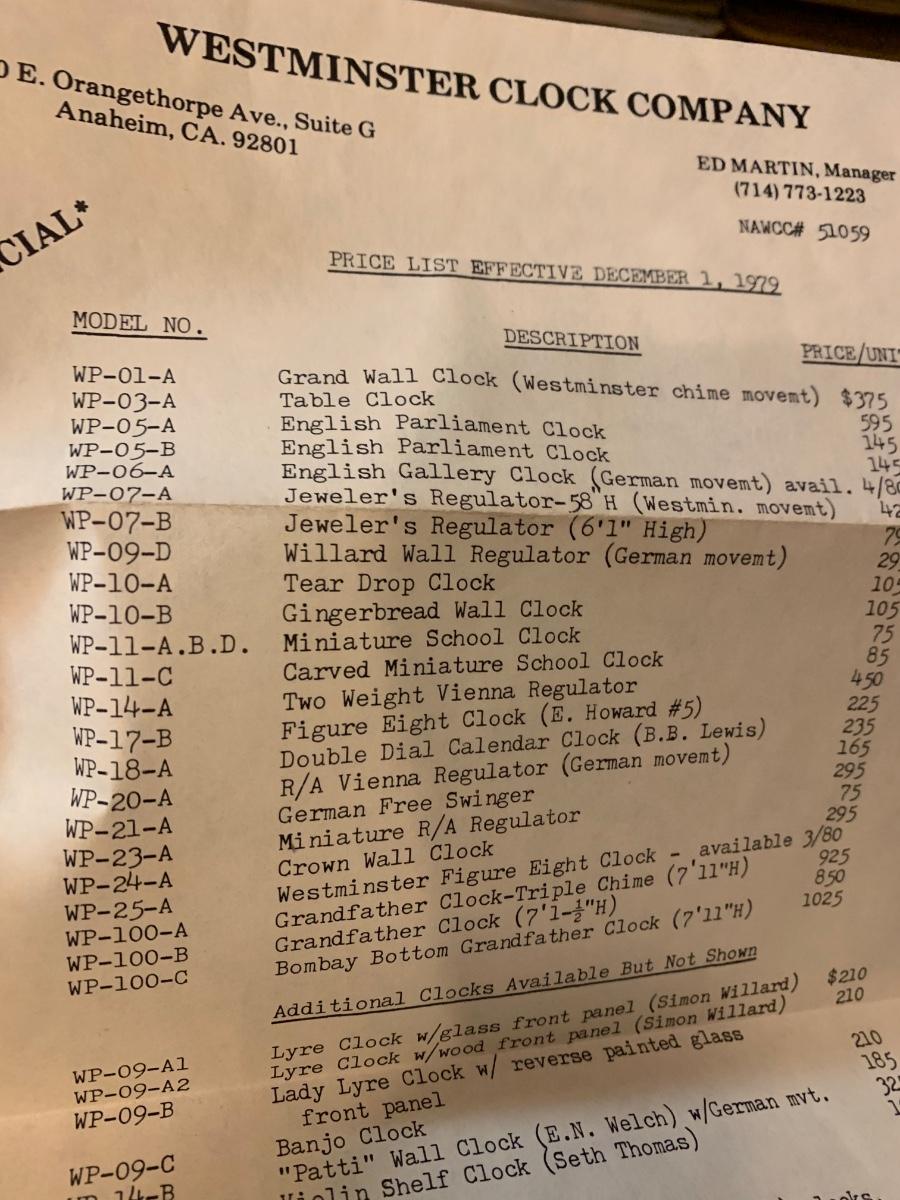 WESTMINSTER CLOCK COMPANY
E. Orangethorpe Ave., Suite G
Anaheim, CA. 92801
ED MARTIN, Manager
(714) 773-1223
NAWCC# 51059
PRICE LIST EFFECTIVE DECEMBER 1, 1979
MODEL NO. DESCRIPTION PRICE/UNIT
WP-01-A Grand Wall Clock (Westminster chime movemt) $375
WP-03-A Table Clock 595
WP-05-A English Parliament Clock 145
WP-05-B English Parliament Clock 145
WP-06-A English Gallery Clock (German movemt) avail. 4/80
WP-07-A Jeweler's Regulator-58"H (Westmin. movemt)
WP-07-B Jeweler's Regulator (6'1" High)
WP-09-D Willard Wall Regulator (German movemt)
WP-10-A Tear Drop Clock 105
WP-10-B Gingerbread Wall Clock 105
WP-11-A.B.D. Miniature School Clock 75
WP-11-C Carved Miniature School Clock 85
WP-14-A Two Weight Vienna Regulator 450
WP-17-B Figure Eight Clock (E. Howard #5) 225
WP-18-A Double Dial Calendar Clock (B.B. Lewis) 235
WP-20-A R/A Vienna Regulator (German movemt) 165
WP-21-A German Free Swinger 295
WP-23-A Miniature R/A Regulator 75
WP-24-A Crown Wall Clock 295
WP-25-A Westminster Figure Eight Clock - available 3/80
WP-100-A Grandfather Clock-Triple Chime (7'11"H) 925
WP-100-B Grandfather Clock (7'1-½"H) 850
WP-100-C Bombay Bottom Grandfather Clock (7'11"H) 1025
Additional Clocks Available But Not Shown
WP-09-A1 Lyre Clock w/glass front panel (Simon Willard) $210
WP-09-A2 Lyre Clock w/wood front panel (Simon Willard) 210
WP-09-B Lady Lyre Clock w/ reverse painted glass
front panel 210
WP-09-C Banjo Clock 185
14-B "Patti" Wall Clock (E.N. Welch) w/German mvt.
Violin Shelf Clock (Seth Thomas)